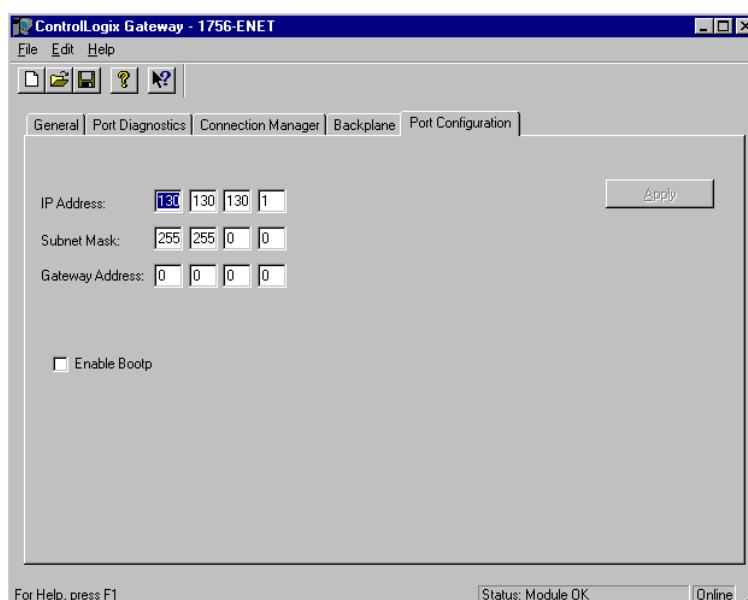 ControlLogix Gateway - 1756-ENET
File Edit Help
General Port Diagnostics Connection Manager Backplane Port Configuration
IP Address: 130 130 130 1 Apply
Subnet Mask: 255 255 0 0
Gateway Address: 0 0 0 0
Enable Bootp
For Help, press F1 Status: Module OK Online